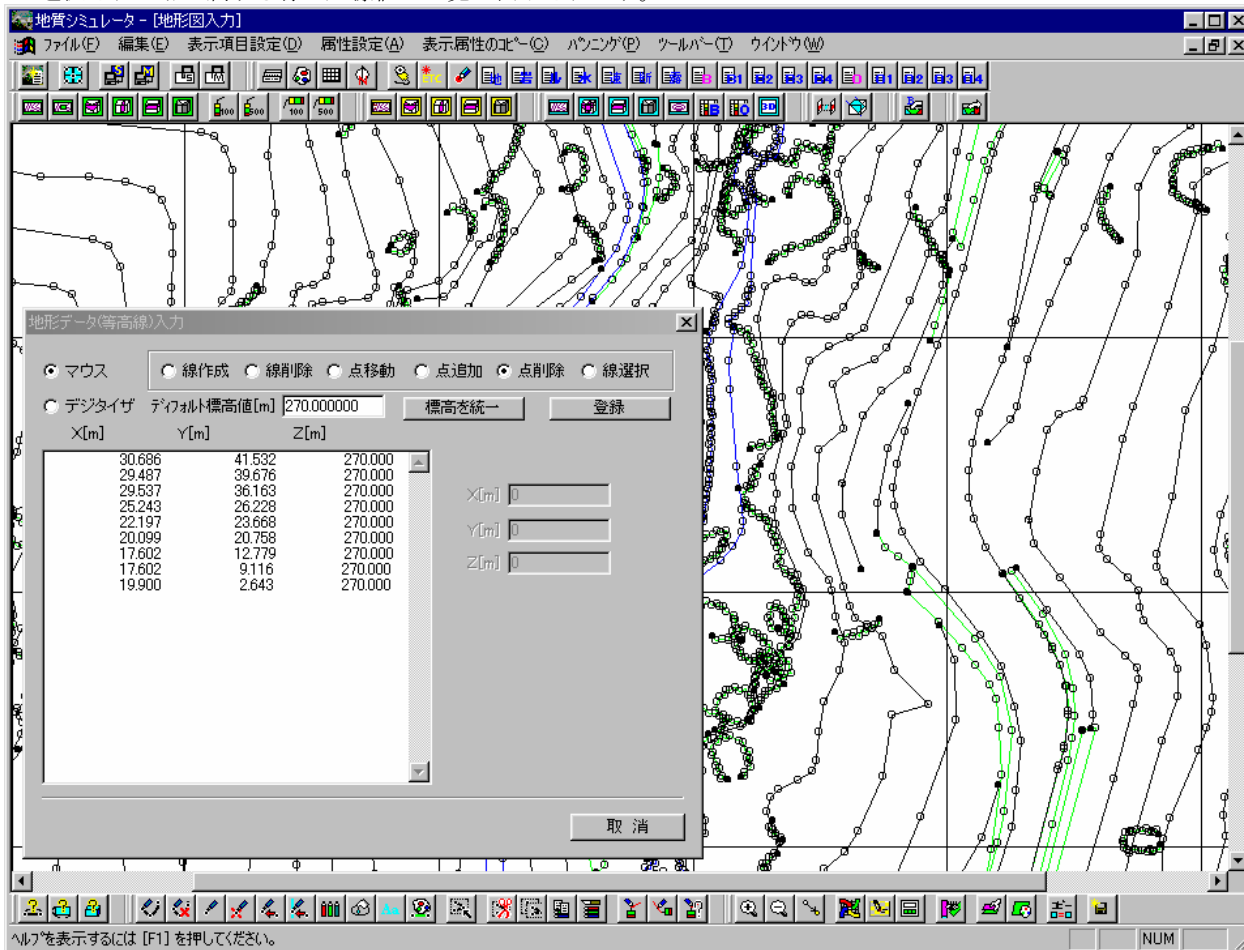 地質シミュレータ - [地形図入力]
ファイル(F) 編集(E) 表示項目設定(D) 属性設定(A) 表示属性のコピー(C) パンニング(P) ツールバー(T) ウインドウ(W)
地形データ(等高線)入力
マウス 線作成 線削除 点移動 点追加 点削除 線選択
デジタイザ ディフォルト標高値[m] 270.000000 標高を統一 登録
X[m] Y[m] Z[m]
30.686 41.532 270.000
29.487 39.676 270.000
29.537 36.163 270.000
25.243 26.228 270.000
22.197 23.668 270.000
20.099 20.758 270.000
17.602 12.779 270.000
17.602 9.116 270.000
19.900 2.643 270.000
X[m] 0
Y[m] 0
Z[m] 0
取 消
ヘルプを表示するには [F1] を押してください。
NUM